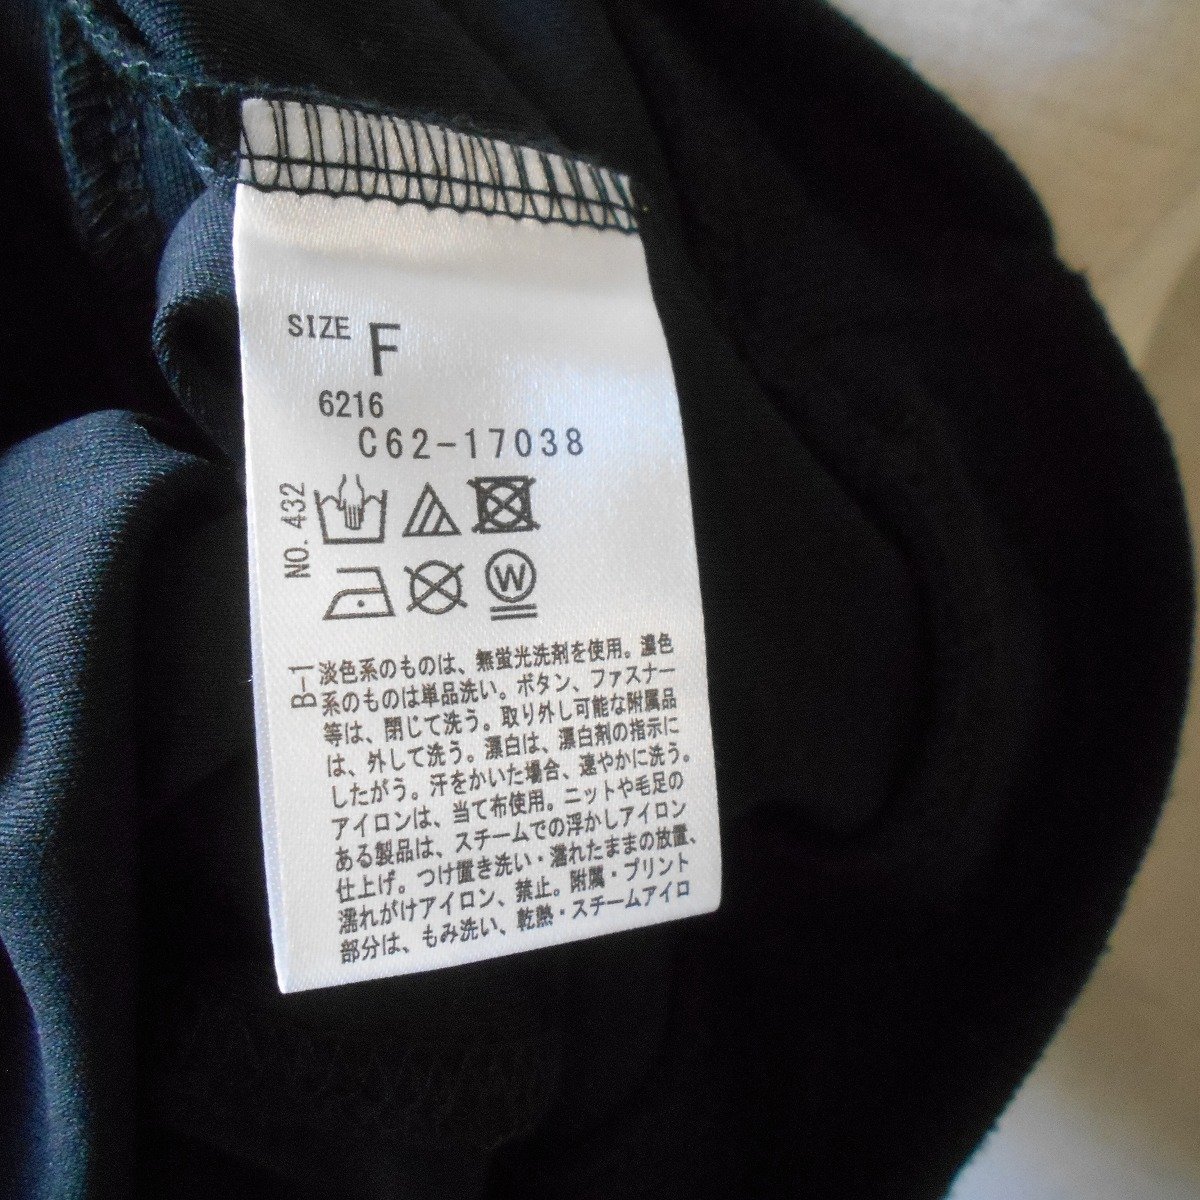 SIZE F
6216
C62-17038
NO. 432
W
B-1
淡色系のものは、無蛍光洗剤を使用。濃色
系のものは単品洗い。ボタン、ファスナー
等は、閉じて洗う。取り外し可能な附属品
は、外して洗う。漂白は、漂白剤の指示に
したがう。汗をかいた場合、速やかに洗う。
アイロンは、当て布使用。ニットや毛足の
ある製品は、スチームでの浮かしアイロン
仕上げ。つけ置き洗い・濡れたままの放置、
濡れがけアイロン、禁止。附属・プリント
部分は、もみ洗い、乾熱・スチームアイロ